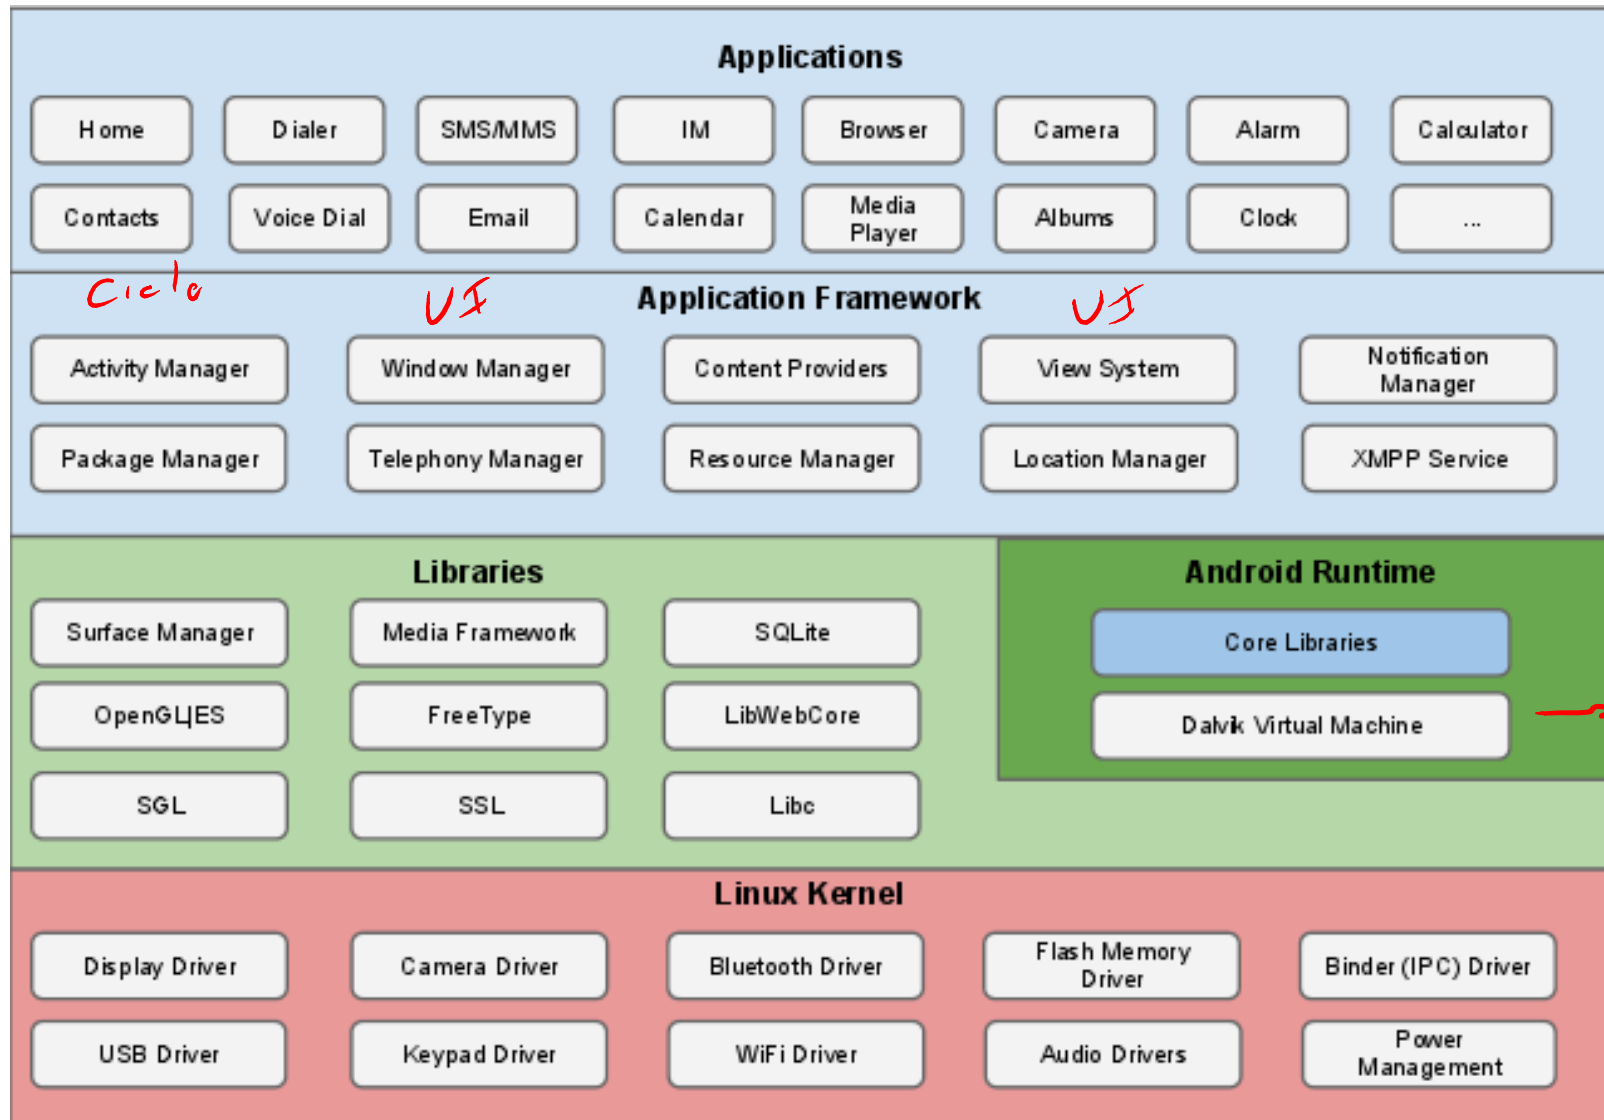 Applications
Home Dialer SMS/MMS IM Browser Camera Alarm Calculator
Contacts Voice Dial Email Calendar Media Player Albums Clock ...
Ciclo UI UI
Application Framework
Activity Manager Window Manager Content Providers View System Notification Manager
Package Manager Telephony Manager Resource Manager Location Manager XMPP Service
Libraries
Surface Manager Media Framework SQLite
OpenGL|ES FreeType LibWebCore
SGL SSL Libc
Android Runtime
Core Libraries
Dalvik Virtual Machine
Linux Kernel
Display Driver Camera Driver Bluetooth Driver Flash Memory Driver Binder (IPC) Driver
USB Driver Keypad Driver WiFi Driver Audio Drivers Power Management